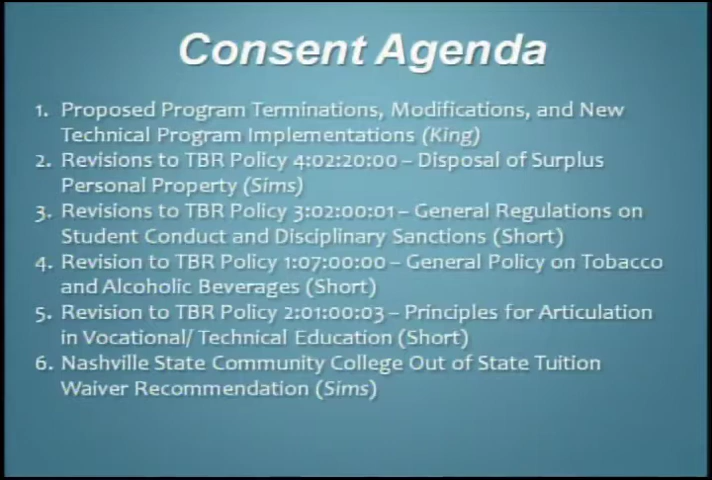 Consent Agenda
1. Proposed Program Terminations, Modifications, and New
Technical Program Implementations (King)
2. Revisions to TBR Policy 4:02:20:00 – Disposal of Surplus
Personal Property (Sims)
3. Revisions to TBR Policy 3:02:00:01 – General Regulations on
Student Conduct and Disciplinary Sanctions (Short)
4. Revision to TBR Policy 1:07:00:00 – General Policy on Tobacco
and Alcoholic Beverages (Short)
5. Revision to TBR Policy 2:01:00:03 – Principles for Articulation
in Vocational/ Technical Education (Short)
6. Nashville State Community College Out of State Tuition
Waiver Recommendation (Sims)